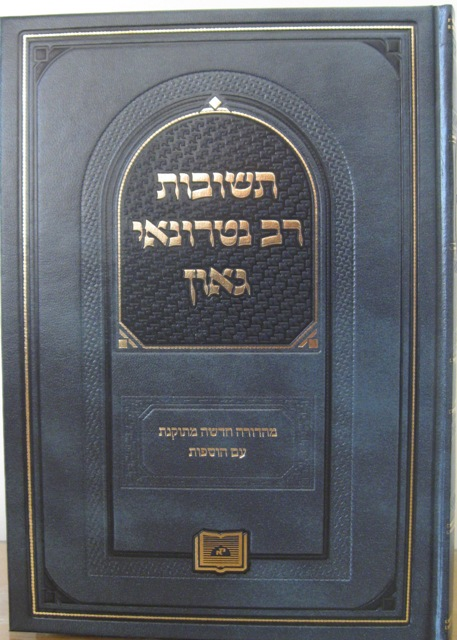 תשובות
רב נטרונאי
גאון
מהדורה חדשה מתוקנת
עם הוספות